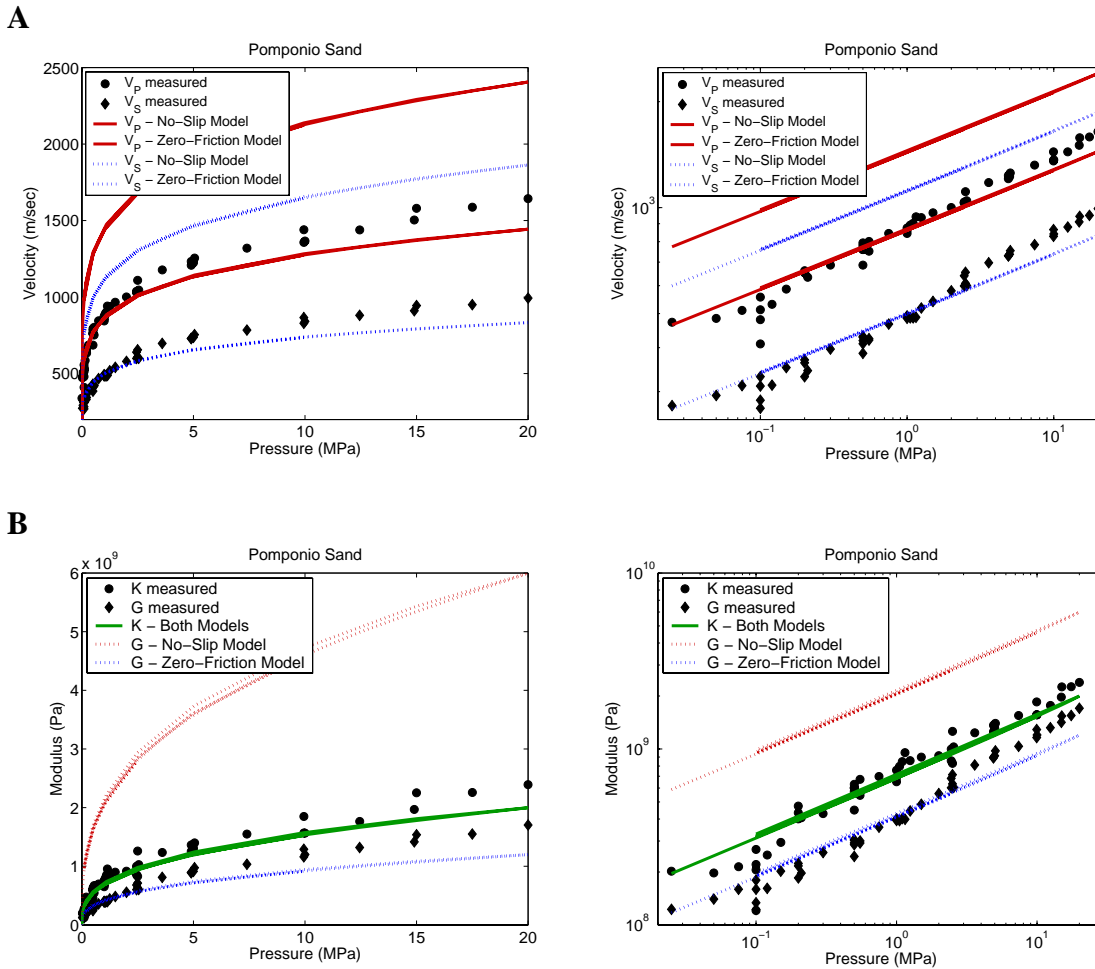 A
Pomponio Sand
2500
2000
1500
1000
500
0
5
10
15
20
Velocity (m/sec)
Pressure (MPa)
V_P measured
V_S measured
V_P − No−Slip Model
V_P − Zero−Friction Model
V_S − No−Slip Model
V_S − Zero−Friction Model
Pomponio Sand
10^3
10^−1
10^0
10^1
Velocity (m/sec)
Pressure (MPa)
V_P measured
V_S measured
V_P − No−Slip Model
V_P − Zero−Friction Model
V_S − No−Slip Model
V_S − Zero−Friction Model
B
Pomponio Sand
x 10^9
6
5
4
3
2
1
0
0
5
10
15
20
Modulus (Pa)
Pressure (MPa)
K measured
G measured
K − Both Models
G − No−Slip Model
G − Zero−Friction Model
Pomponio Sand
10^10
10^9
10^8
10^−1
10^0
10^1
Modulus (Pa)
Pressure (MPa)
K measured
G measured
K − Both Models
G − No−Slip Model
G − Zero−Friction Model